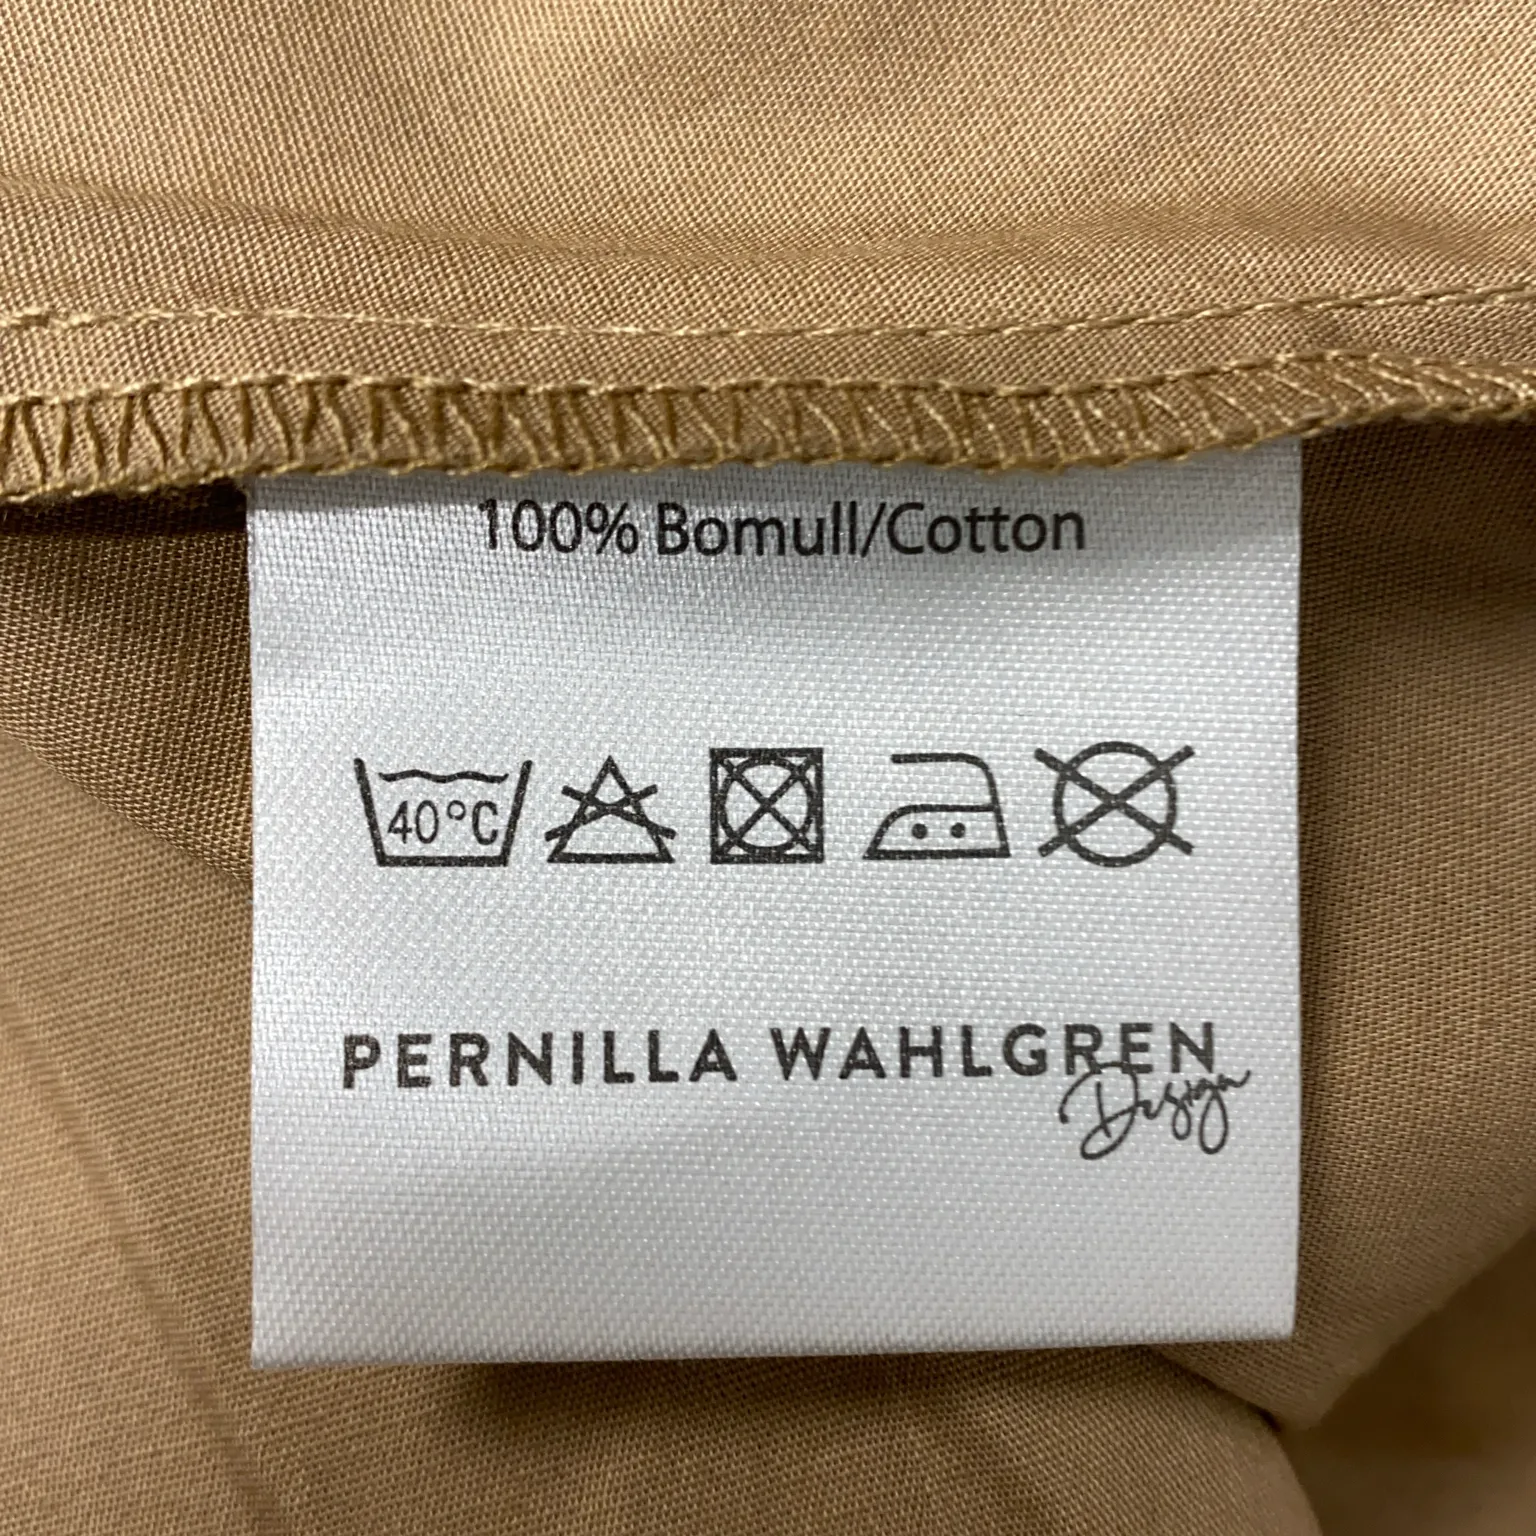 100% Bomull/Cotton
40°C
PERNILLA WAHLGREN
Design